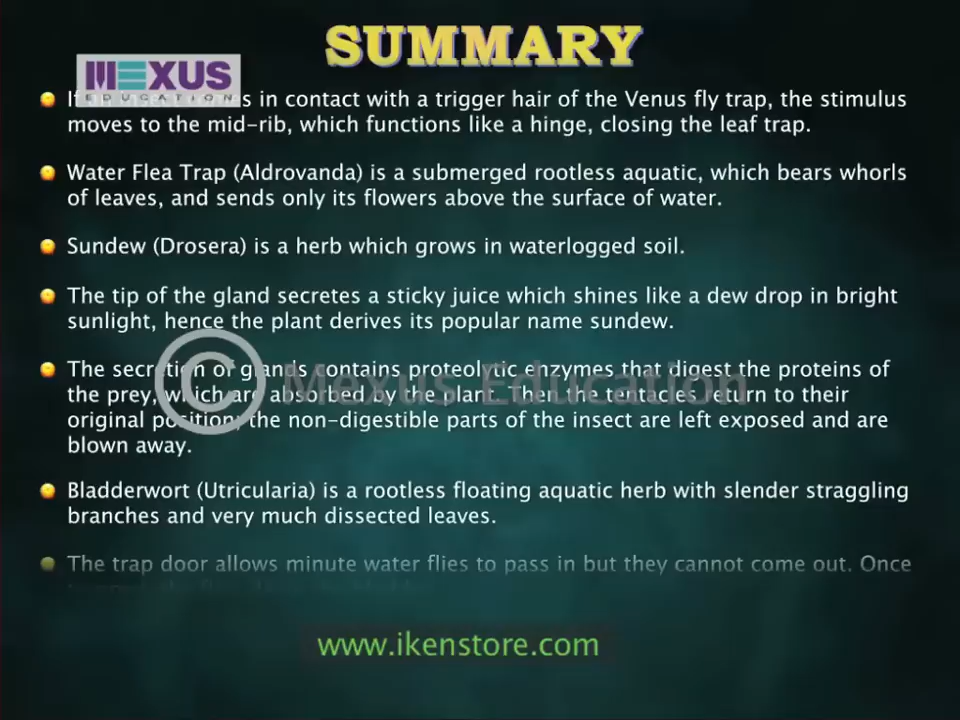 SUMMARY
MEXUS
EDUCATION
in contact with a trigger hair of the Venus fly trap, the stimulus
moves to the mid-rib, which functions like a hinge, closing the leaf trap.
Water Flea Trap (Aldrovanda) is a submerged rootless aquatic, which bears whorls
of leaves, and sends only its flowers above the surface of water.
Sundew (Drosera) is a herb which grows in waterlogged soil.
The tip of the gland secretes a sticky juice which shines like a dew drop in bright
sunlight, hence the plant derives its popular name sundew.
The secretion of glands contains proteolytic enzymes that digest the proteins of
the prey, which are absorbed by the plant. Then the tentacles return to their
original position; the non-digestible parts of the insect are left exposed and are
blown away.
© Mexus Education
Bladderwort (Utricularia) is a rootless floating aquatic herb with slender straggling
branches and very much dissected leaves.
The trap door allows minute water flies to pass in but they cannot come out. Once
www.ikenstore.com